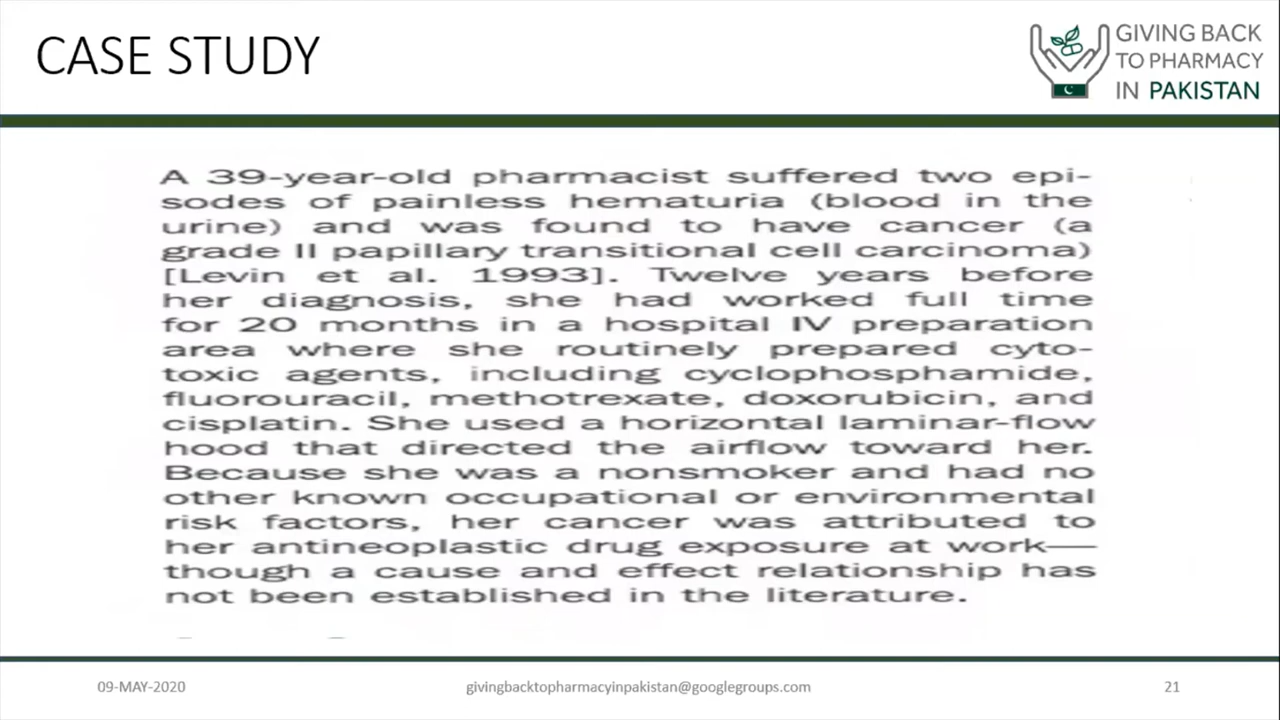 CASE STUDY
GIVING BACK
TO PHARMACY
IN PAKISTAN
A 39-year-old pharmacist suffered two epi-
sodes of painless hematuria (blood in the
urine) and was found to have cancer (a
grade II papillary transitional cell carcinoma)
[Levin et al. 1993]. Twelve years before
her diagnosis, she had worked full time
for 20 months in a hospital IV preparation
area where she routinely prepared cyto-
toxic agents, including cyclophosphamide,
fluorouracil, methotrexate, doxorubicin, and
cisplatin. She used a horizontal laminar-flow
hood that directed the airflow toward her.
Because she was a nonsmoker and had no
other known occupational or environmental
risk factors, her cancer was attributed to
her antineoplastic drug exposure at work—
though a cause and effect relationship has
not been established in the literature.
09-MAY-2020
givingbacktopharmacyinpakistan@googlegroups.com
21